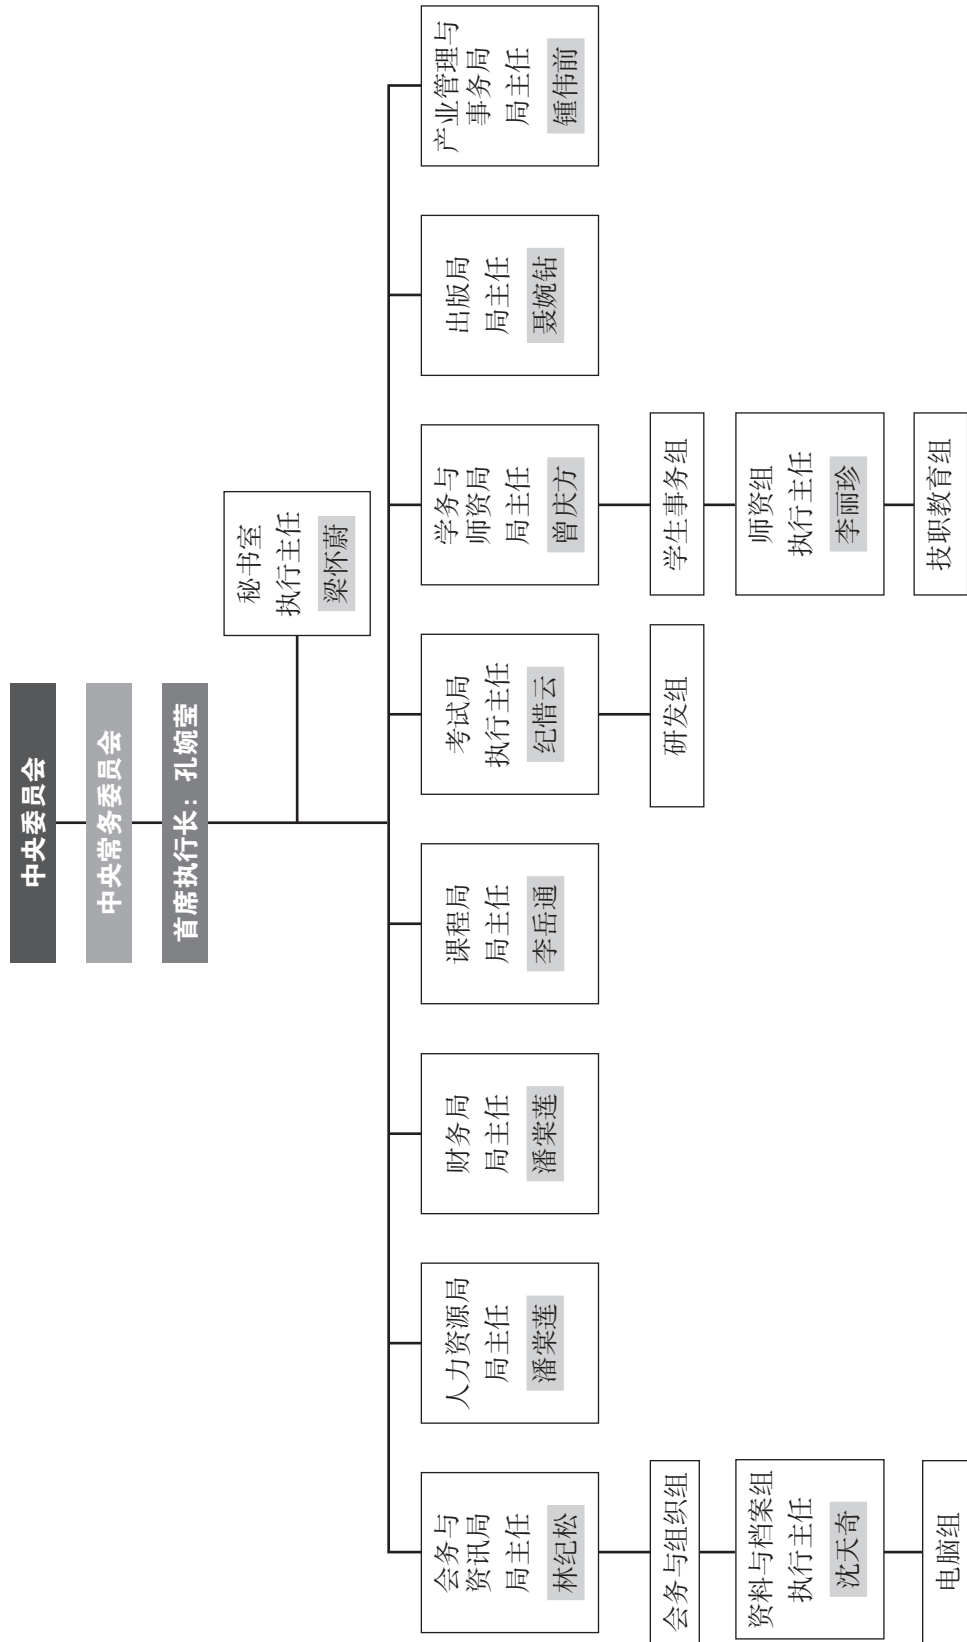 中央委员会
中央常务委员会
首席执行长：孔婉莹
秘书室
执行主任
梁怀蔚
会务与
资讯局
局主任
林纪松
会务与组织组
资料与档案组
执行主任
沈天奇
电脑组
人力资源局
局主任
潘棠莲
财务局
局主任
潘棠莲
课程局
局主任
李岳通
考试局
执行主任
纪惜云
研发组
学务与
师资局
局主任
曾庆方
学生事务组
师资组
执行主任
李丽珍
技职教育组
出版局
局主任
聂婉钻
产业管理与
事务局
局主任
锺伟前